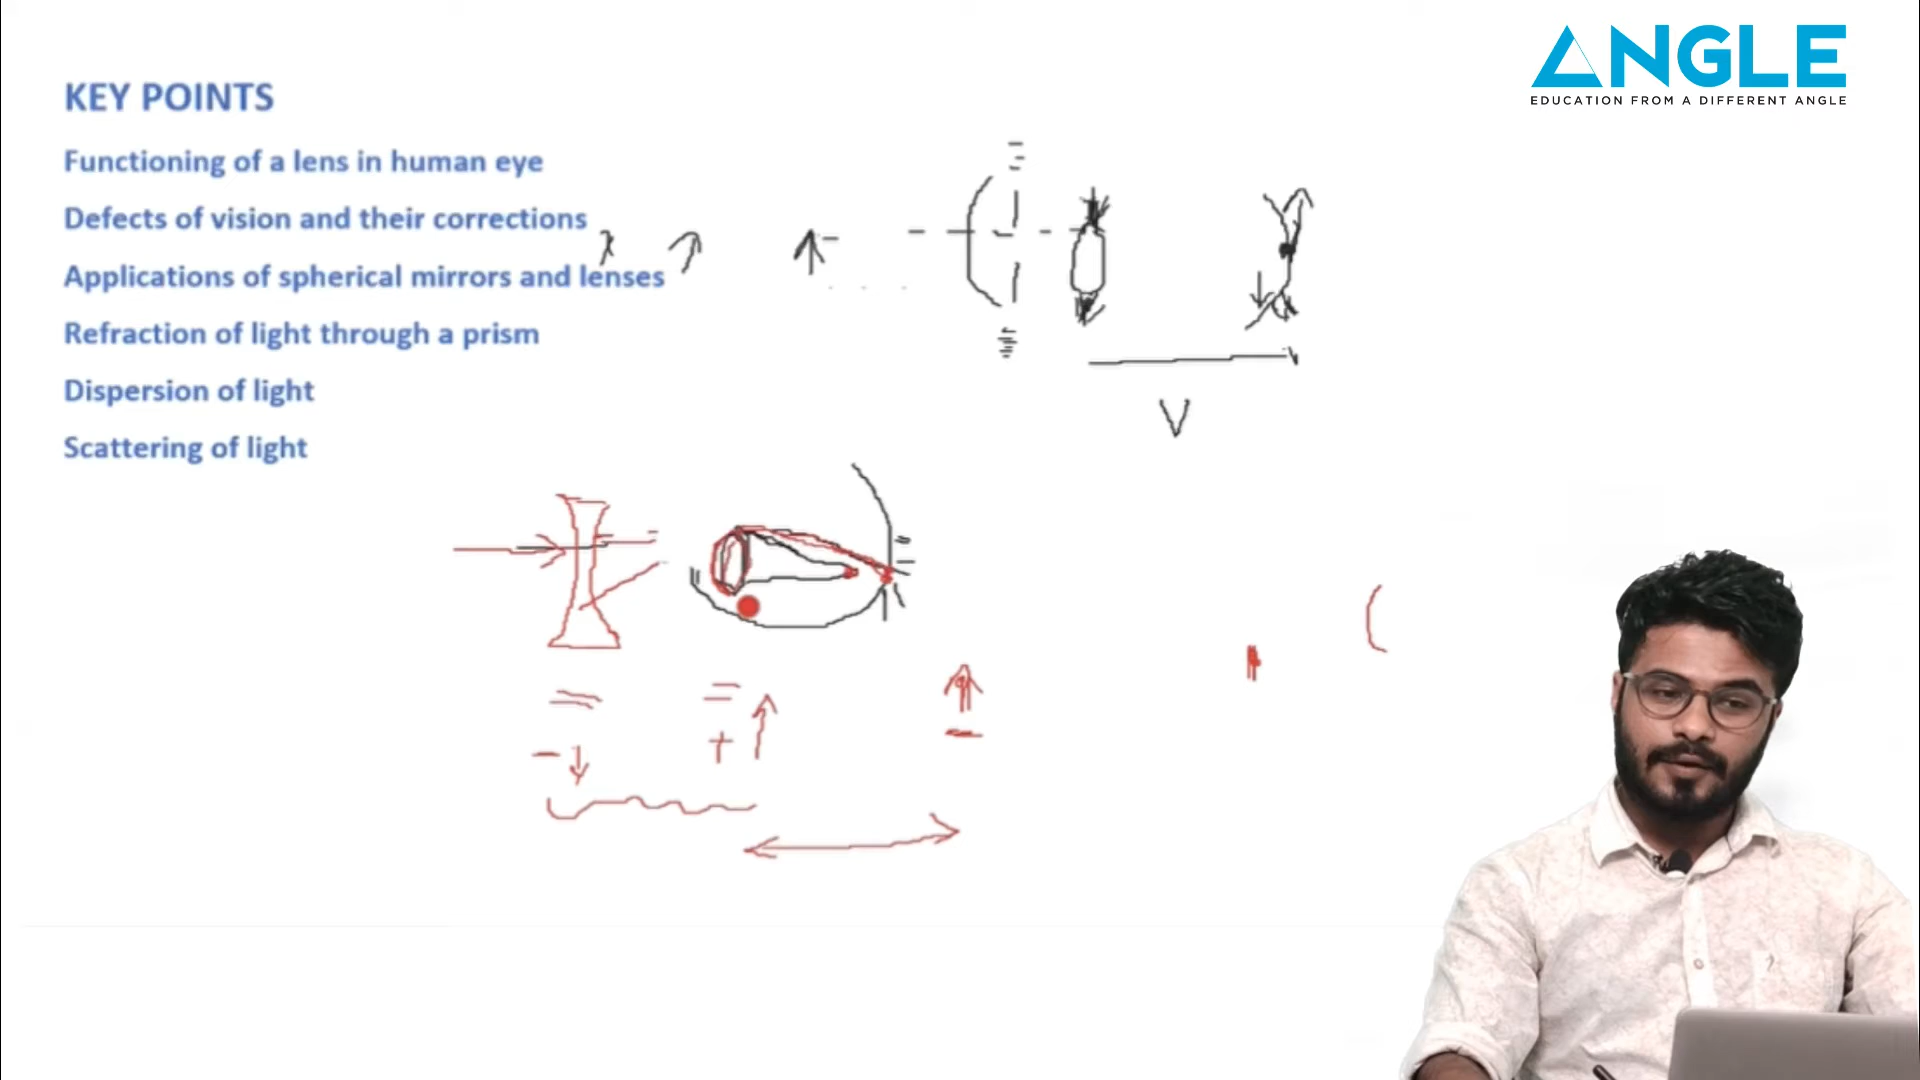 ANGLE
EDUCATION FROM A DIFFERENT ANGLE
KEY POINTS
Functioning of a lens in human eye
Defects of vision and their corrections
Applications of spherical mirrors and lenses
Refraction of light through a prism
Dispersion of light
Scattering of light
V
- +